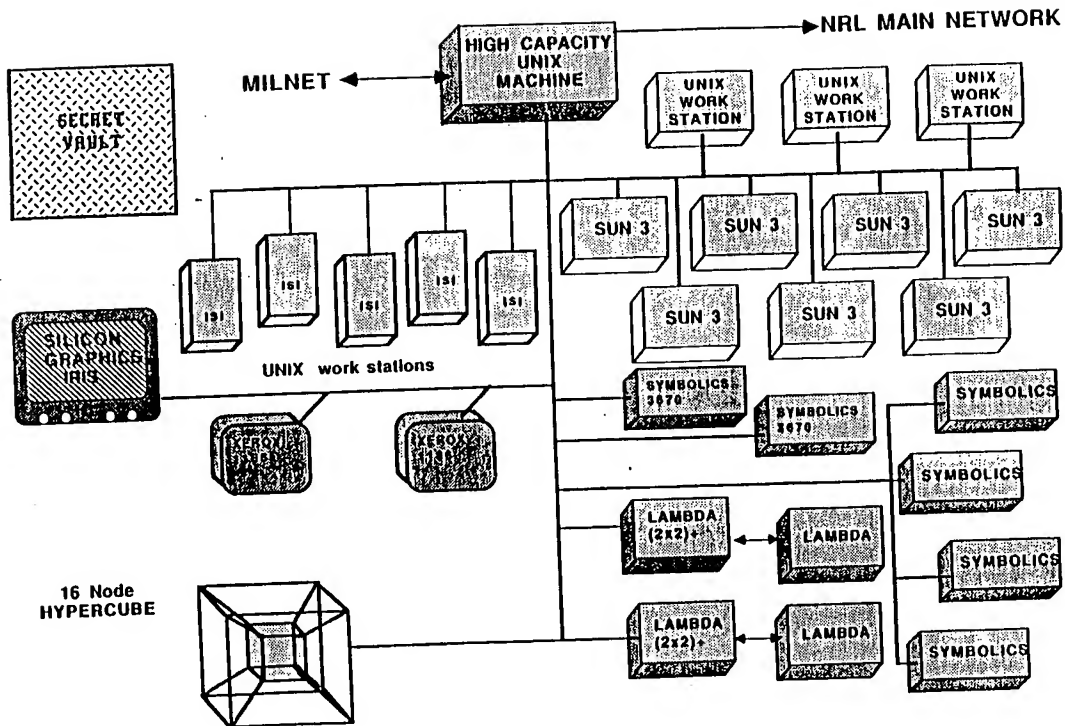 NRL MAIN NETWORK
HIGH CAPACITY
UNIX
MACHINE
MILNET
UNIX
WORK
STATION
UNIX
WORK
STATION
UNIX
WORK
STATION
SECRET
VAULT
SUN 3
SUN 3
SUN 3
SUN 3
ISI
ISI
ISI
ISI
ISI
SUN 3
SUN 3
SUN 3
SILICON
GRAPHICS
IRIS
UNIX work stations
SYMBOLICS
3670
SYMBOLICS
3670
SYMBOLICS
XEROX
XEROX
SYMBOLICS
LAMBDA
(2x2)+
LAMBDA
SYMBOLICS
16 Node
HYPERCUBE
LAMBDA
(2x2)+
LAMBDA
SYMBOLICS